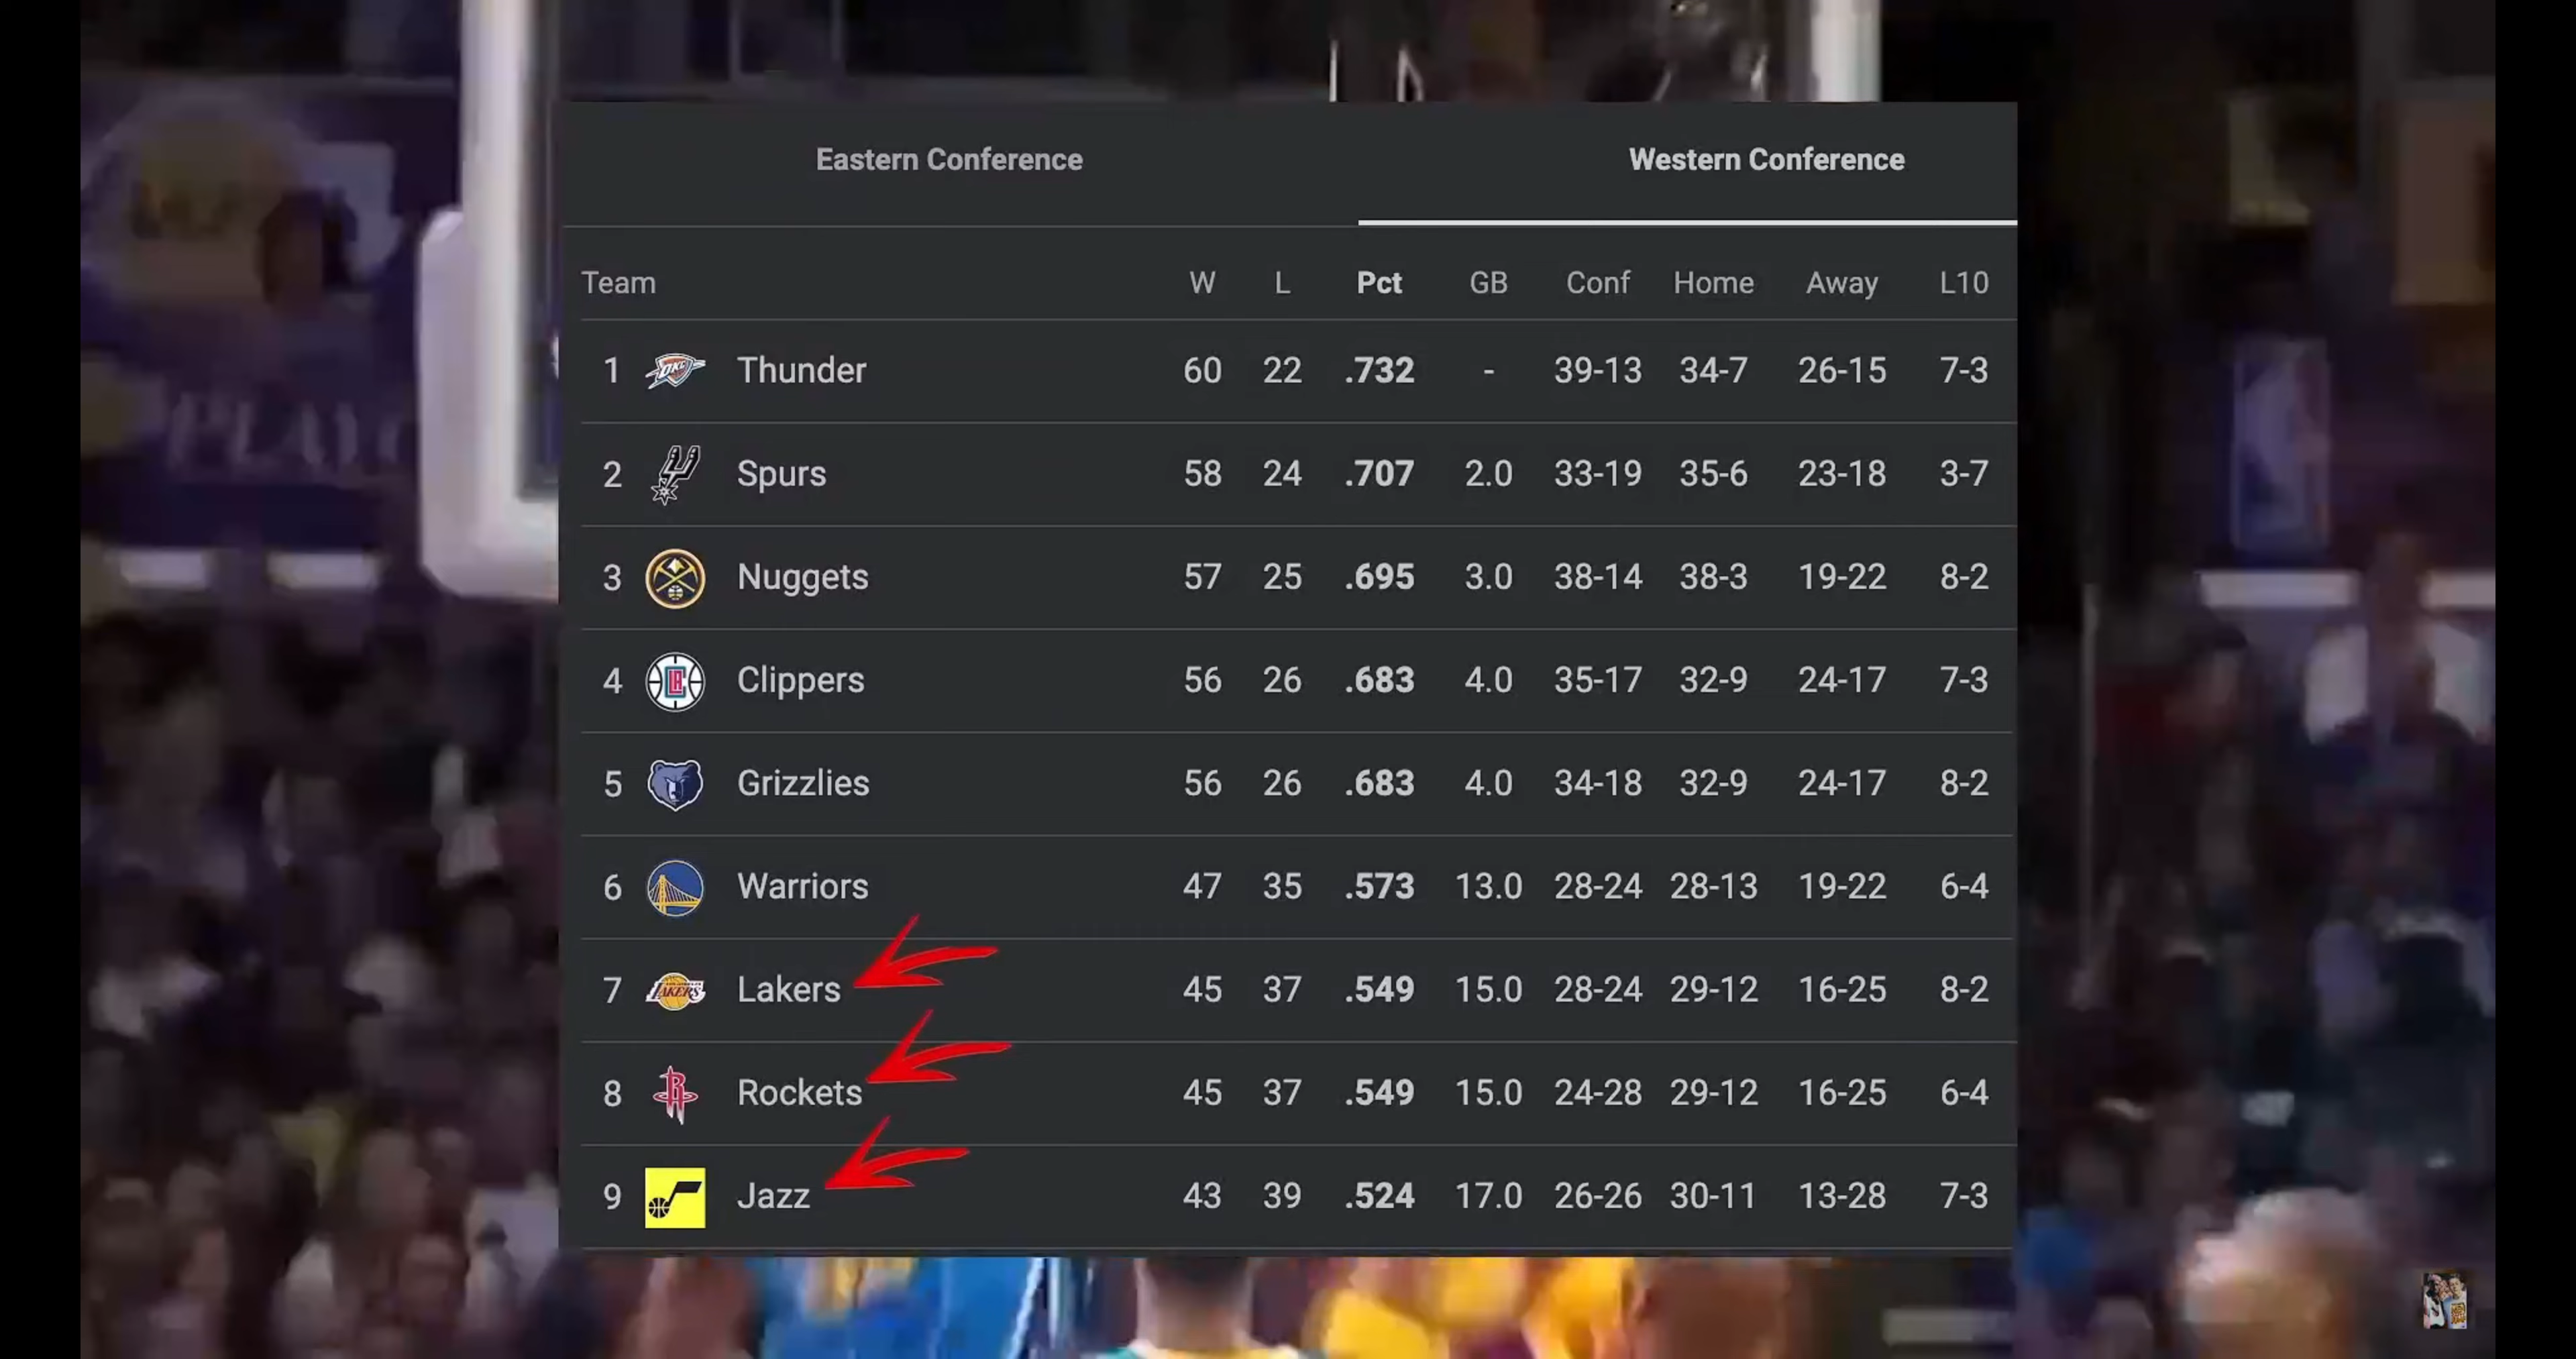 Eastern Conference Western Conference
Team W L Pct GB Conf Home Away L10
1 Thunder 60 22 .732 - 39-13 34-7 26-15 7-3
2 Spurs 58 24 .707 2.0 33-19 35-6 23-18 3-7
3 Nuggets 57 25 .695 3.0 38-14 38-3 19-22 8-2
4 Clippers 56 26 .683 4.0 35-17 32-9 24-17 7-3
5 Grizzlies 56 26 .683 4.0 34-18 32-9 24-17 8-2
6 Warriors 47 35 .573 13.0 28-24 28-13 19-22 6-4
7 LAKERS Lakers 45 37 .549 15.0 28-24 29-12 16-25 8-2
8 Rockets 45 37 .549 15.0 24-28 29-12 16-25 6-4
9 Jazz 43 39 .524 17.0 26-26 30-11 13-28 7-3